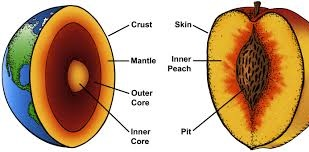 Crust
Mantle
Outer
Core
Inner
Core
Skin
Inner
Peach
Pit